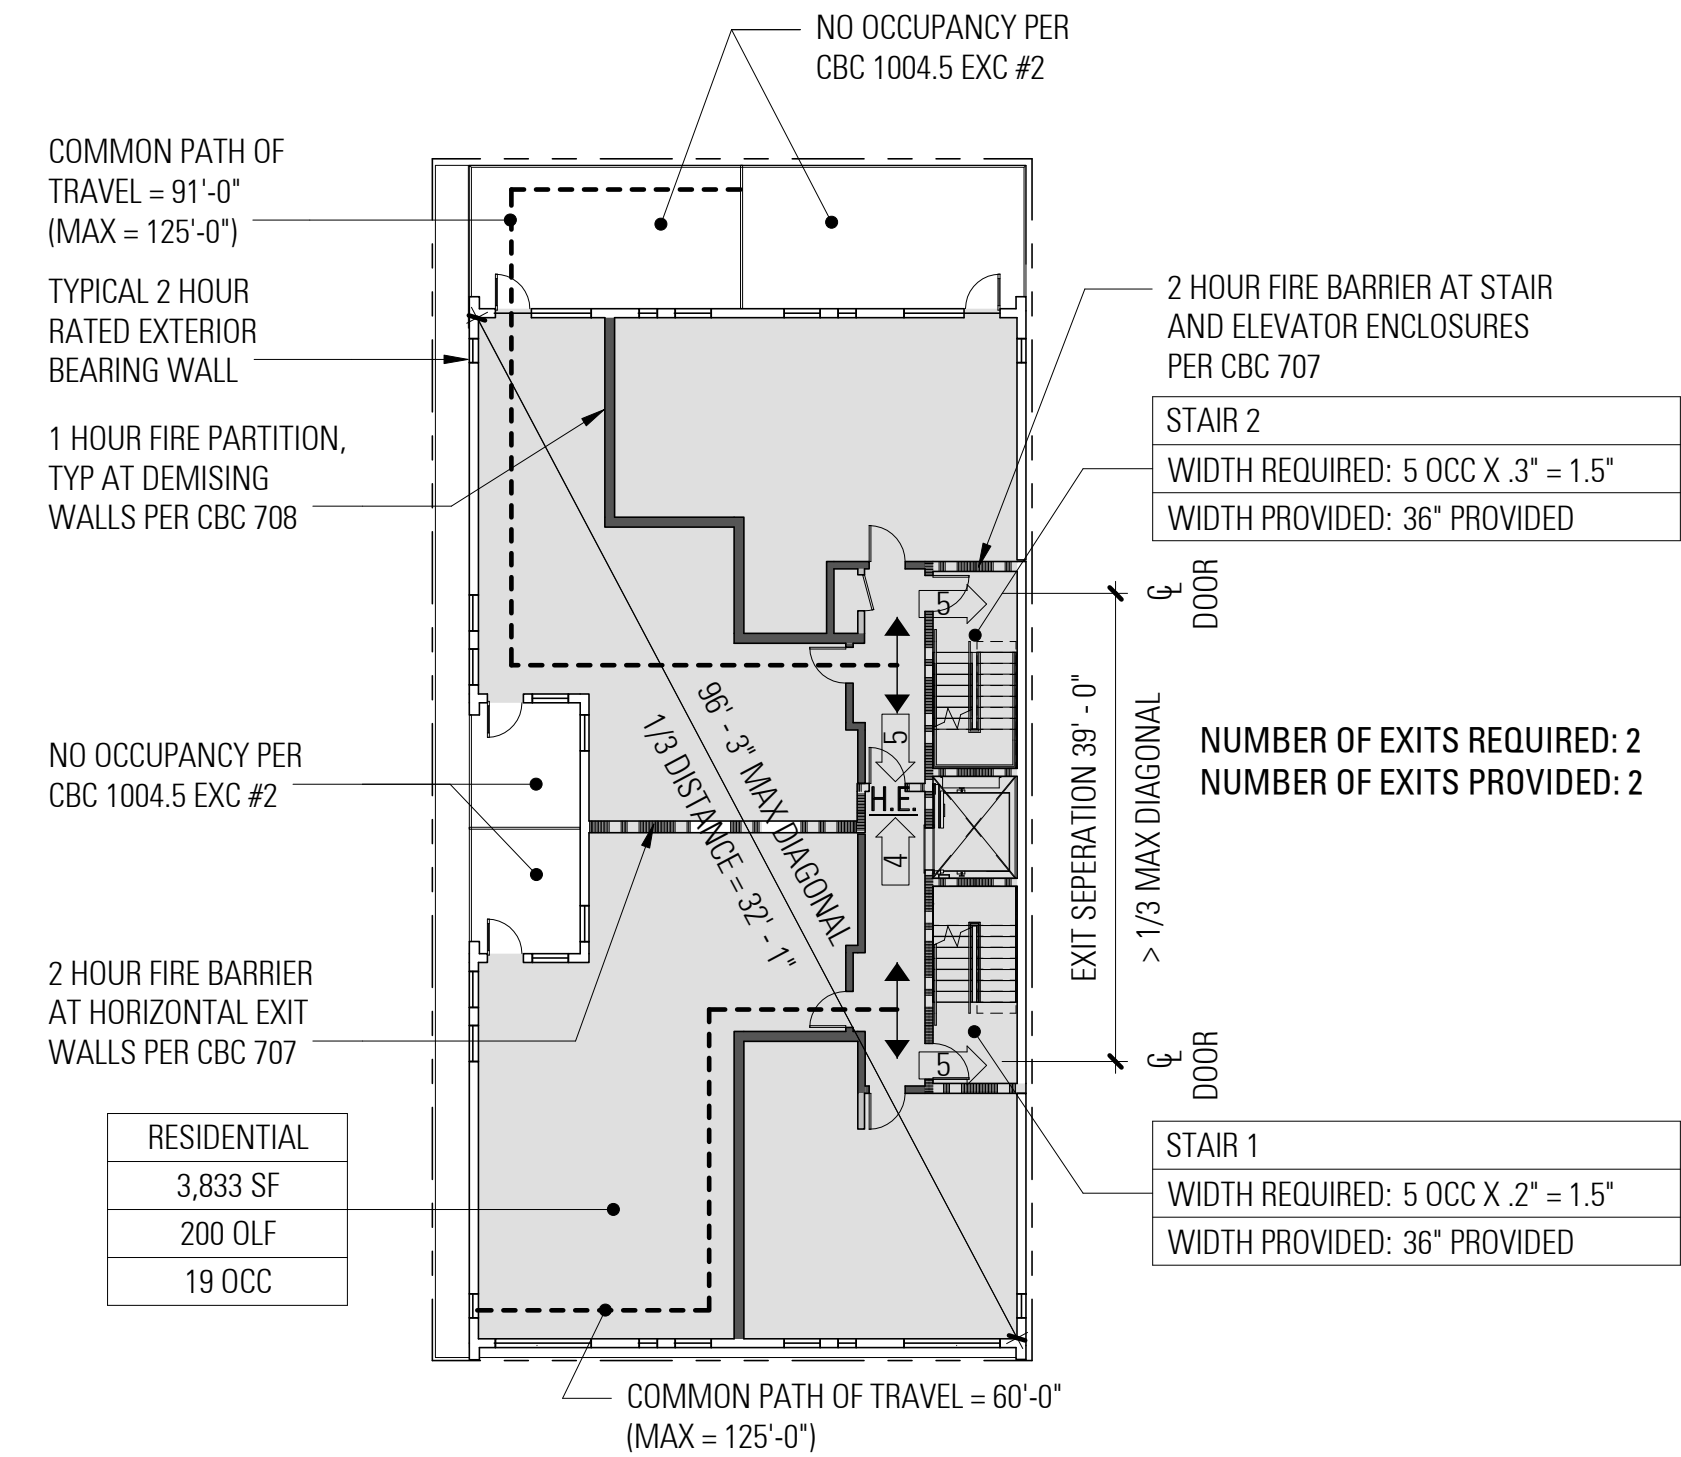 NO OCCUPANCY PER
CBC 1004.5 EXC #2
COMMON PATH OF
TRAVEL = 91'-0"
(MAX = 125'-0")
TYPICAL 2 HOUR
RATED EXTERIOR
BEARING WALL
1 HOUR FIRE PARTITION,
TYP AT DEMISING
WALLS PER CBC 708
NO OCCUPANCY PER
CBC 1004.5 EXC #2
2 HOUR FIRE BARRIER
AT HORIZONTAL EXIT
WALLS PER CBC 707
RESIDENTIAL
3,833 SF
200 OLF
19 OCC
96' - 3" MAX DIAGONAL
1/3 DISTANCE = 32' - 1"
5
5
H.E.
4
5
2 HOUR FIRE BARRIER AT STAIR
AND ELEVATOR ENCLOSURES
PER CBC 707
STAIR 2
WIDTH REQUIRED: 5 OCC X .3" = 1.5"
WIDTH PROVIDED: 36" PROVIDED
CL
DOOR
EXIT SEPERATION 39' - 0"
> 1/3 MAX DIAGONAL
NUMBER OF EXITS REQUIRED: 2
NUMBER OF EXITS PROVIDED: 2
CL
DOOR
STAIR 1
WIDTH REQUIRED: 5 OCC X .2" = 1.5"
WIDTH PROVIDED: 36" PROVIDED
COMMON PATH OF TRAVEL = 60'-0"
(MAX = 125'-0")